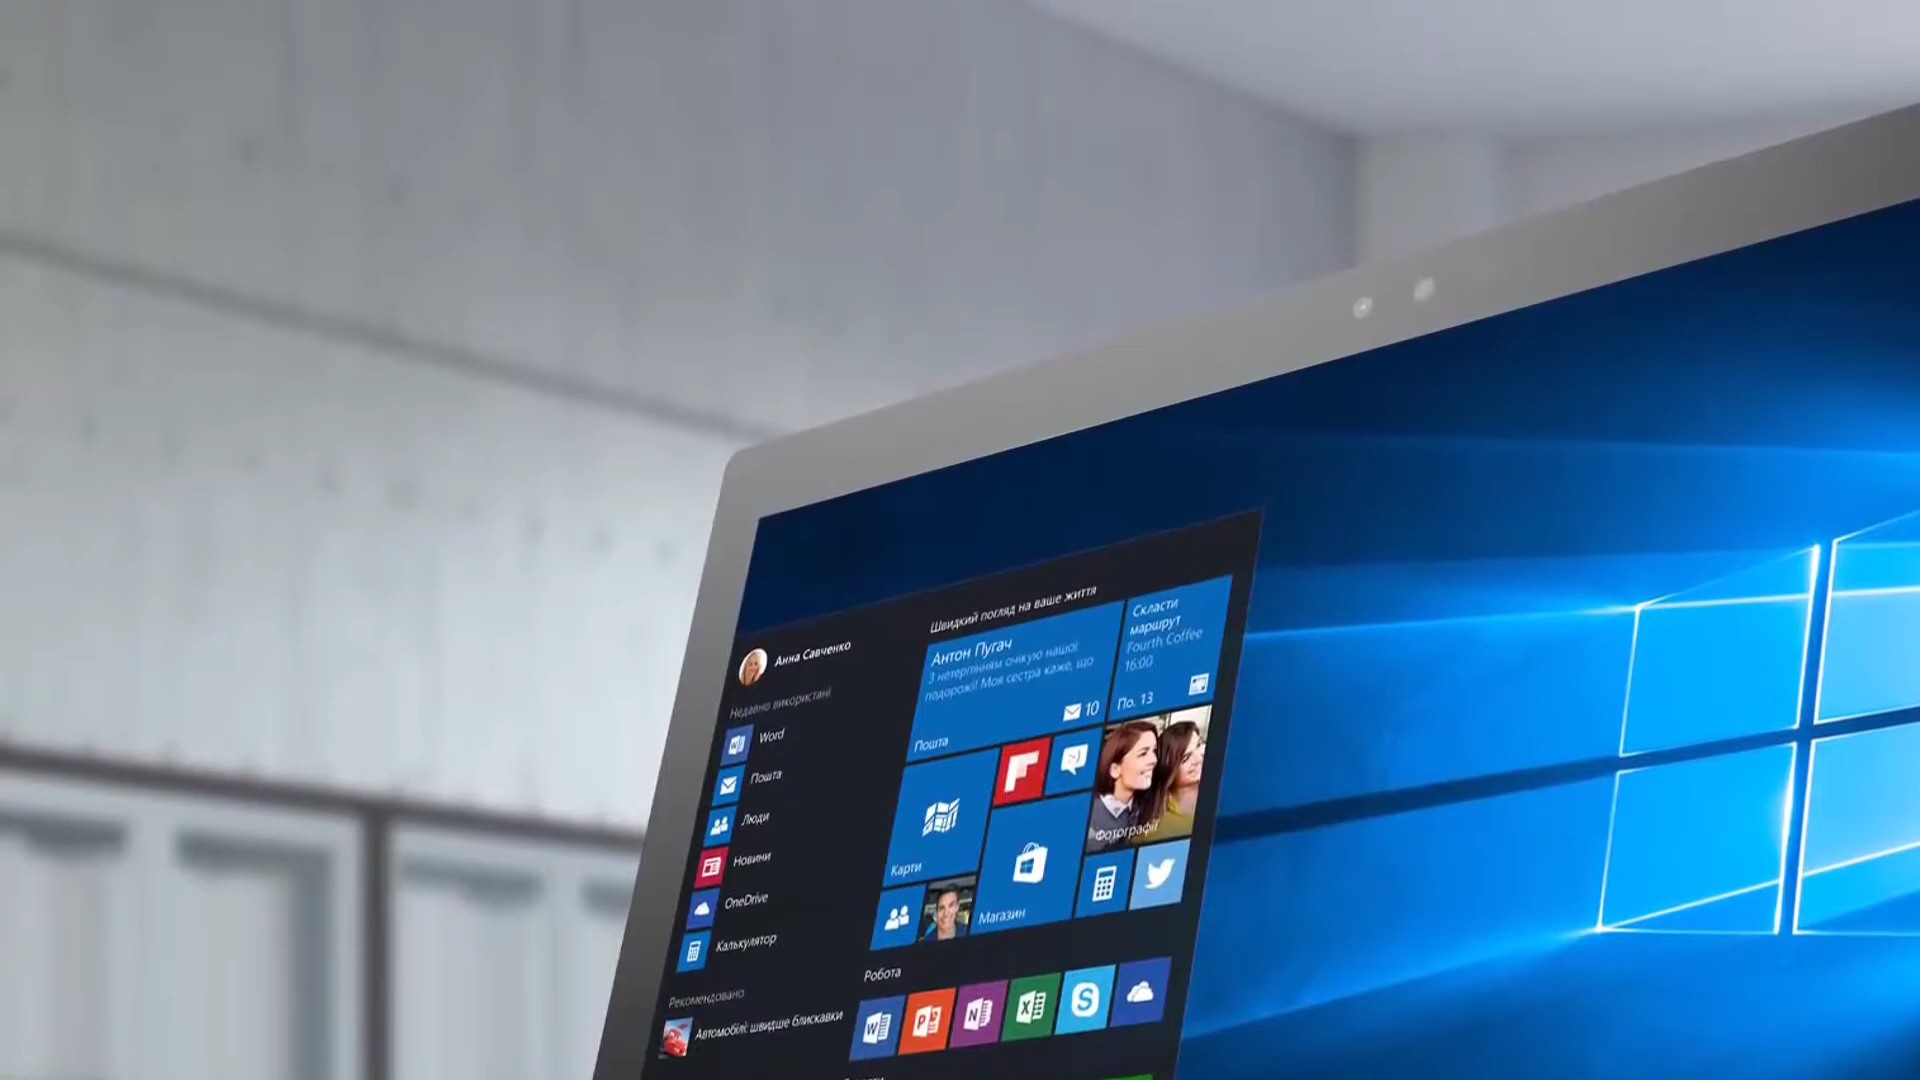 Анна Савченко
Недавно використані
Word
Пошта
Люди
Новини
OneDrive
Калькулятор
Рекомендовано
Автомобілі: швидше блискавки
Швидкий погляд на ваше життя
Антон Пугач
З нетерпінням очікую нашої
подорожі! Моя сестра каже, що
10
Пошта
Скласти
маршрут
Fourth Coffee
16:00
По. 13
Карти
Магазин
Фотографії
Робота